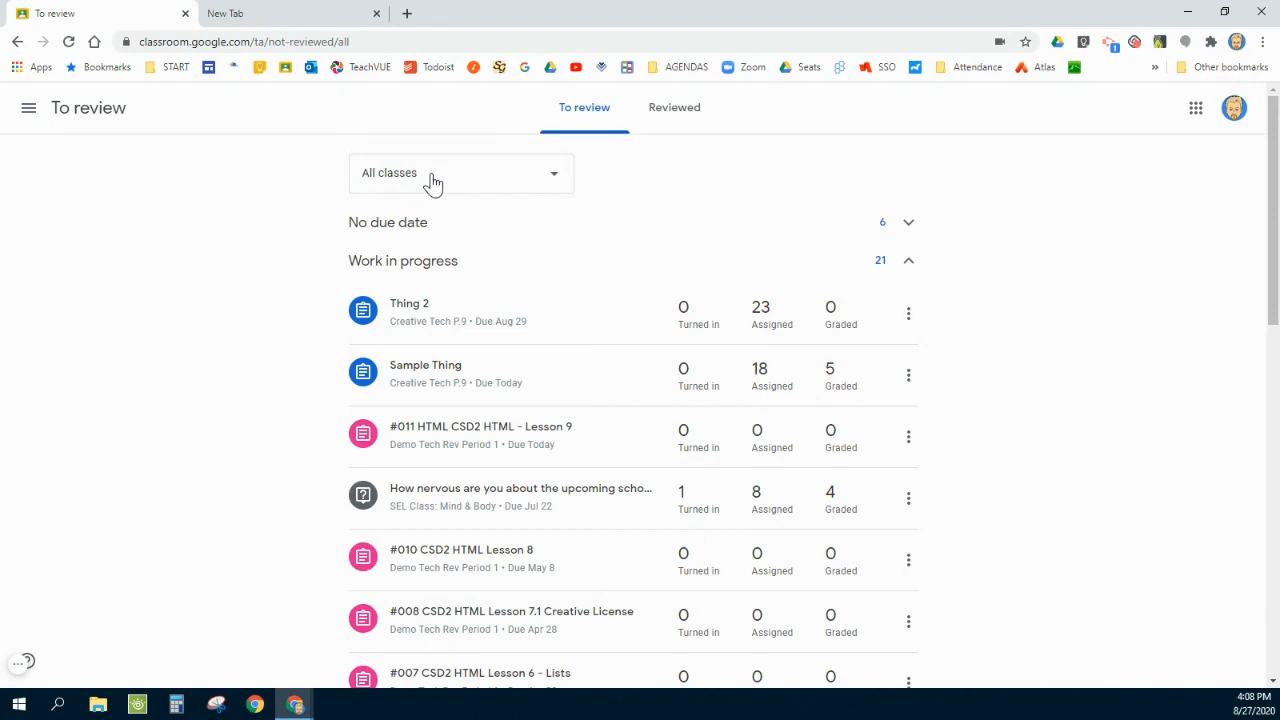 To review
New Tab
classroom.google.com/ta/not-reviewed/all
1
Apps
Bookmarks
START
TeachVUE
Todoist
AGENDAS
Zoom
Seats
SSO
Attendance
Atlas
»
Other bookmarks
To review
To review
Reviewed
All classes
No due date
6
Work in progress
21
Thing 2
Creative Tech P.9 • Due Aug 29
0 23 0
Turned in Assigned Graded
Sample Thing
Creative Tech P.9 • Due Today
0 18 5
Turned in Assigned Graded
#011 HTML CSD2 HTML - Lesson 9
Demo Tech Rev Period 1 • Due Today
0 0 0
Turned in Assigned Graded
How nervous are you about the upcoming scho...
SEL Class: Mind & Body • Due Jul 22
1 8 4
Turned in Assigned Graded
#010 CSD2 HTML Lesson 8
Demo Tech Rev Period 1 • Due May 8
0 0 0
Turned in Assigned Graded
#008 CSD2 HTML Lesson 7.1 Creative License
Demo Tech Rev Period 1 • Due Apr 28
0 0 0
Turned in Assigned Graded
#007 CSD2 HTML Lesson 6 - Lists
0 0 0
4:08 PM
8/27/2020